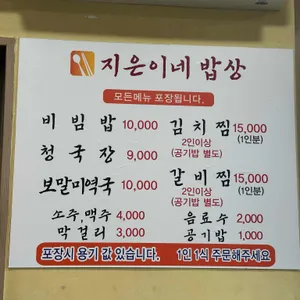 지은이네 밥상
모든메뉴 포장됩니다.
비빔밥 10,000
청국장 9,000
보말미역국 10,000
소주,맥주 4,000
막걸리 3,000
김치찜 15,000
2인이상 (1인분)
(공기밥 별도)
갈비찜 15,000
2인이상 (1인분)
(공기밥 별도)
음료수 2,000
공기밥 1,000
포장시 용기 값 있습니다.
1인 1식 주문해주세요